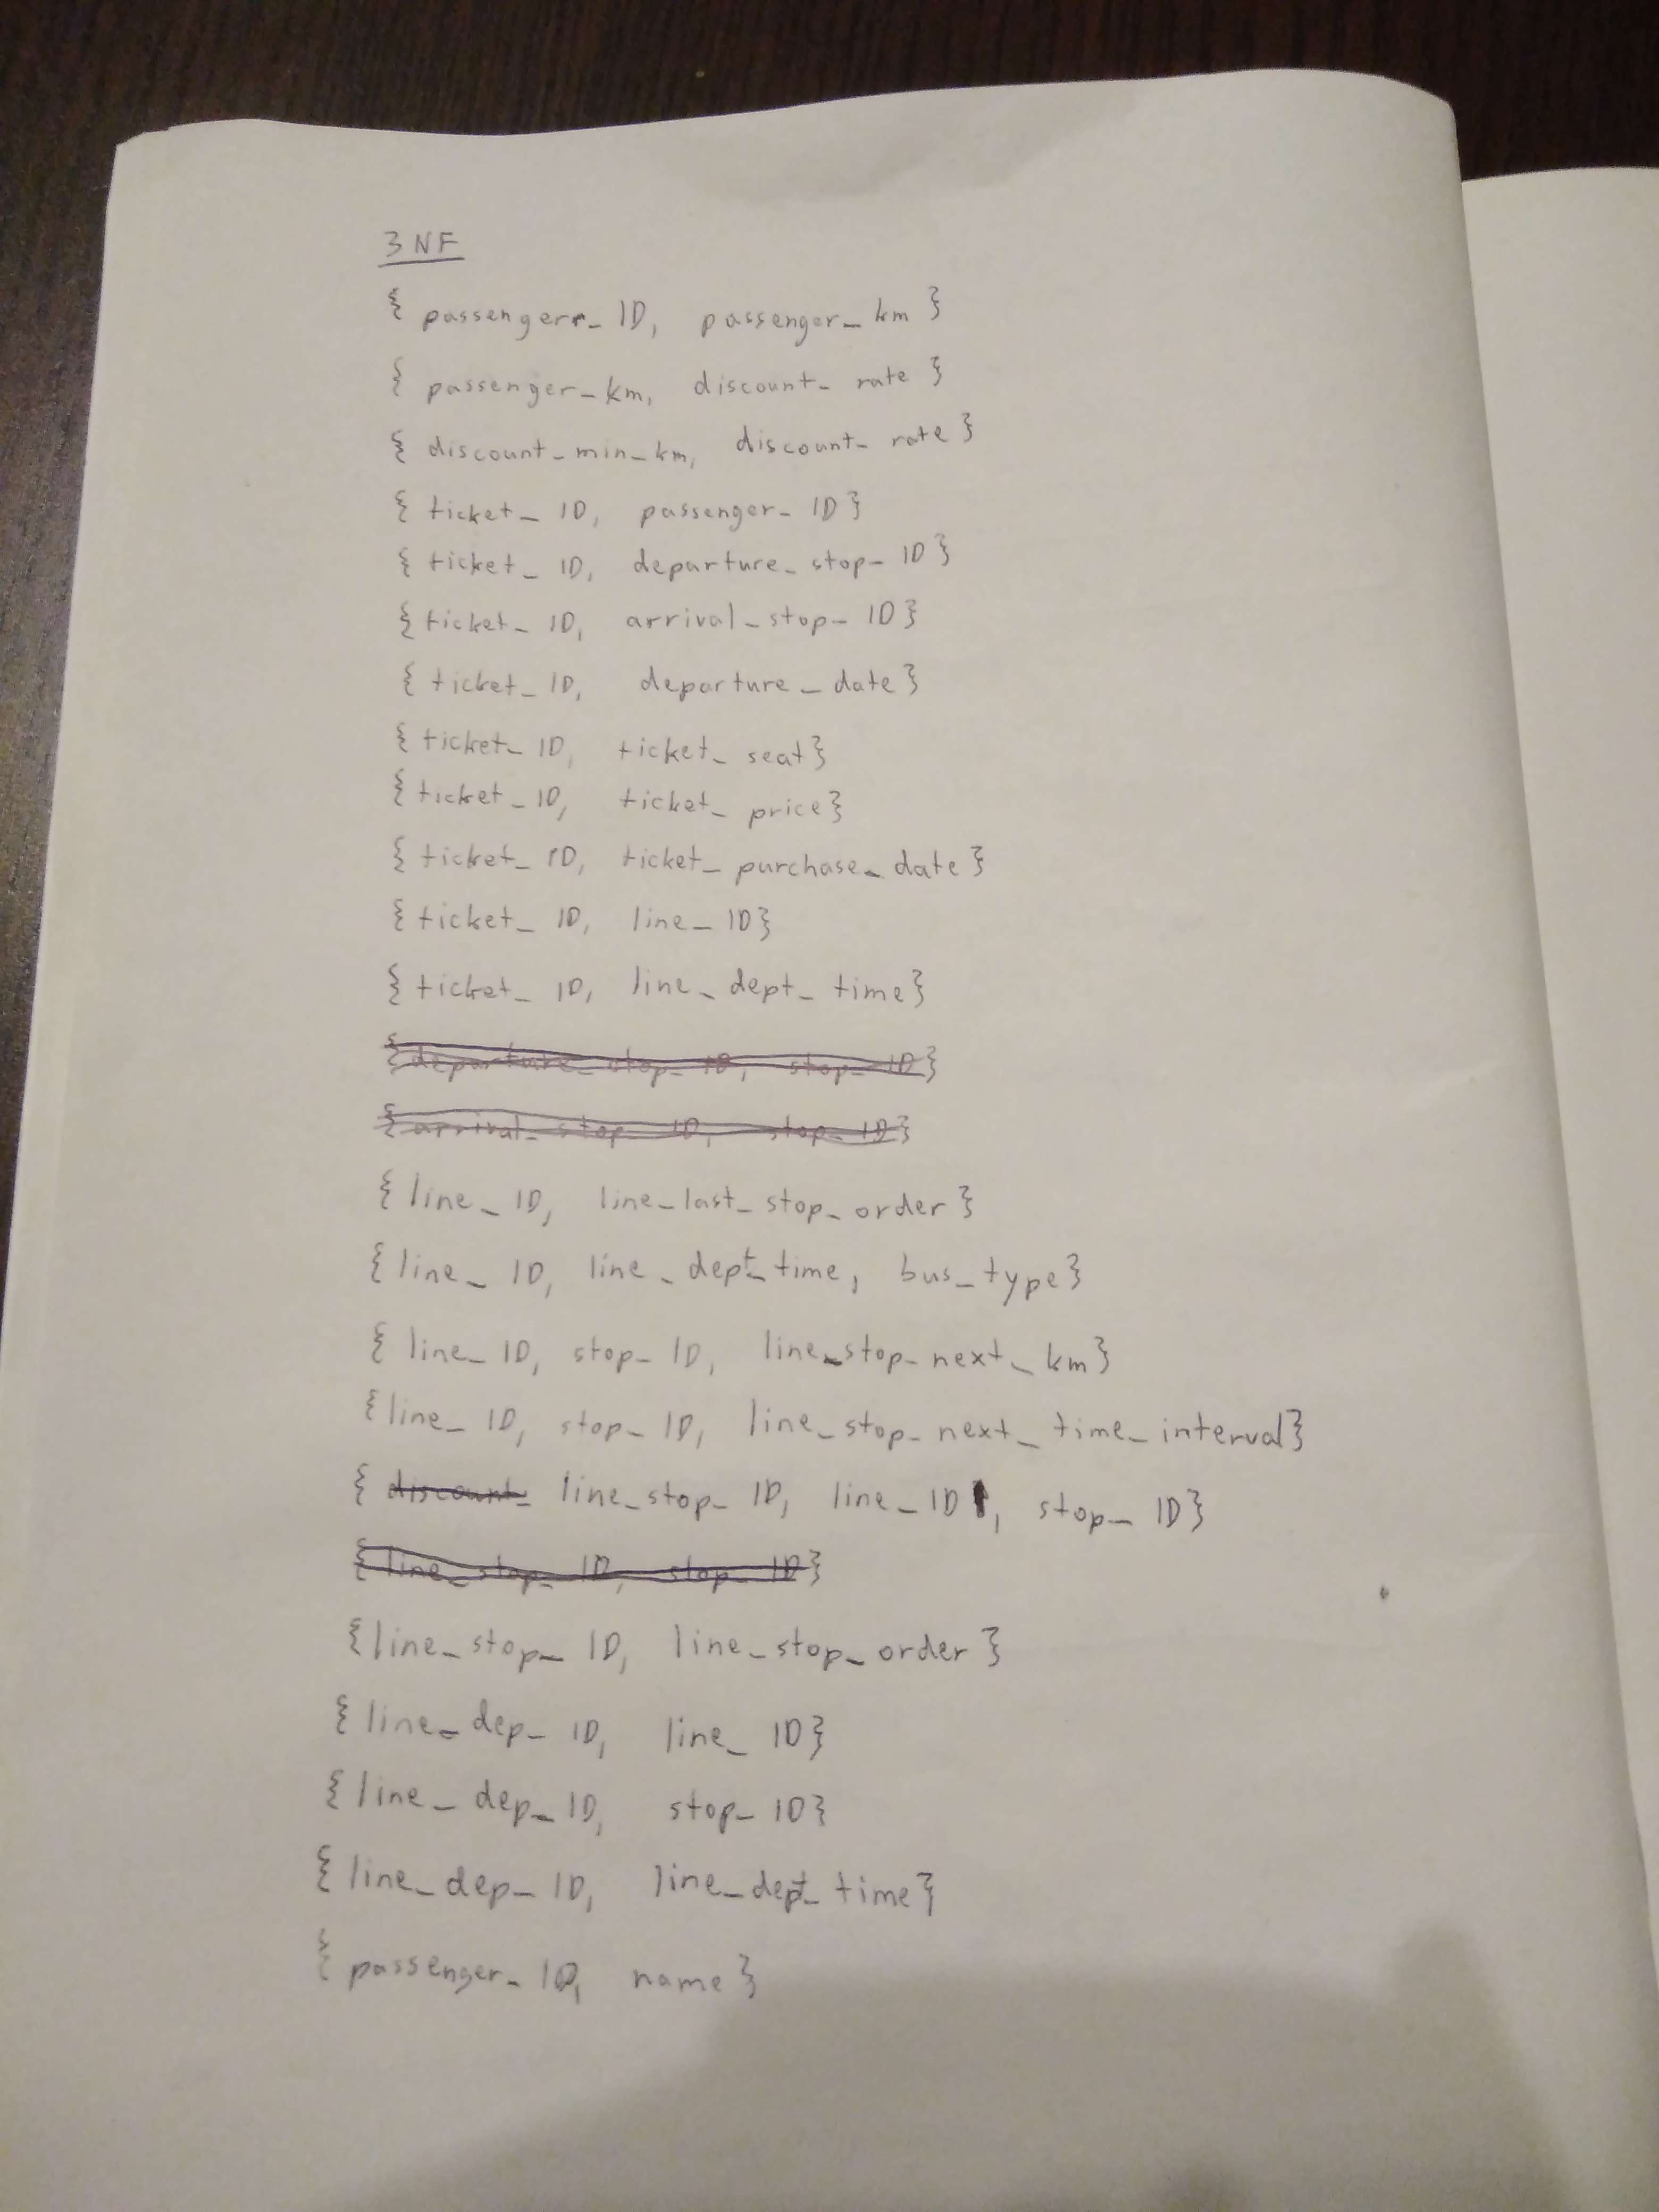 3NF
{ passengerr_ID, passenger_km }
{ passenger_km, discount_rate }
{ discount_min_km, discount_rate }
{ ticket_ID, passenger_ID }
{ ticket_ID, departure_stop_ID }
{ ticket_ID, arrival_stop_ID }
{ ticket_ID, departure_date }
{ ticket_ID, ticket_seat }
{ ticket_ID, ticket_price }
{ ticket_ID, ticket_purchase_date }
{ ticket_ID, line_ID }
{ ticket_ID, line_dept_time }
{ departure_stop_ID, stop_ID }
{ arrival_stop_ID, stop_ID }
{ line_ID, line_last_stop_order }
{ line_ID, line_dept_time, bus_type }
{ line_ID, stop_ID, line_stop_next_km }
{ line_ID, stop_ID, line_stop_next_time_interval }
{ discount_ line_stop_ID, line_ID, stop_ID }
{ line_stop_ID, stop_ID }
{ line_stop_ID, line_stop_order }
{ line_dep_ID, line_ID }
{ line_dep_ID, stop_ID }
{ line_dep_ID, line_dept_time }
{ passenger_ID, name }